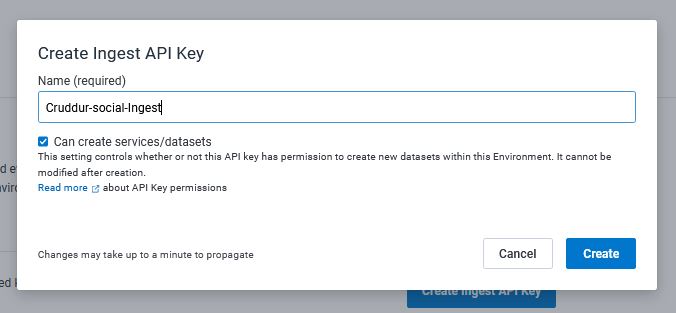 Create Ingest API Key
Name (required)
Cruddur-social-Ingest
Can create services/datasets
This setting controls whether or not this API key has permission to create new datasets within this Environment. It cannot be
modified after creation.
Read more about API Key permissions
Changes may take up to a minute to propagate
Cancel
Create
Create Ingest API Key